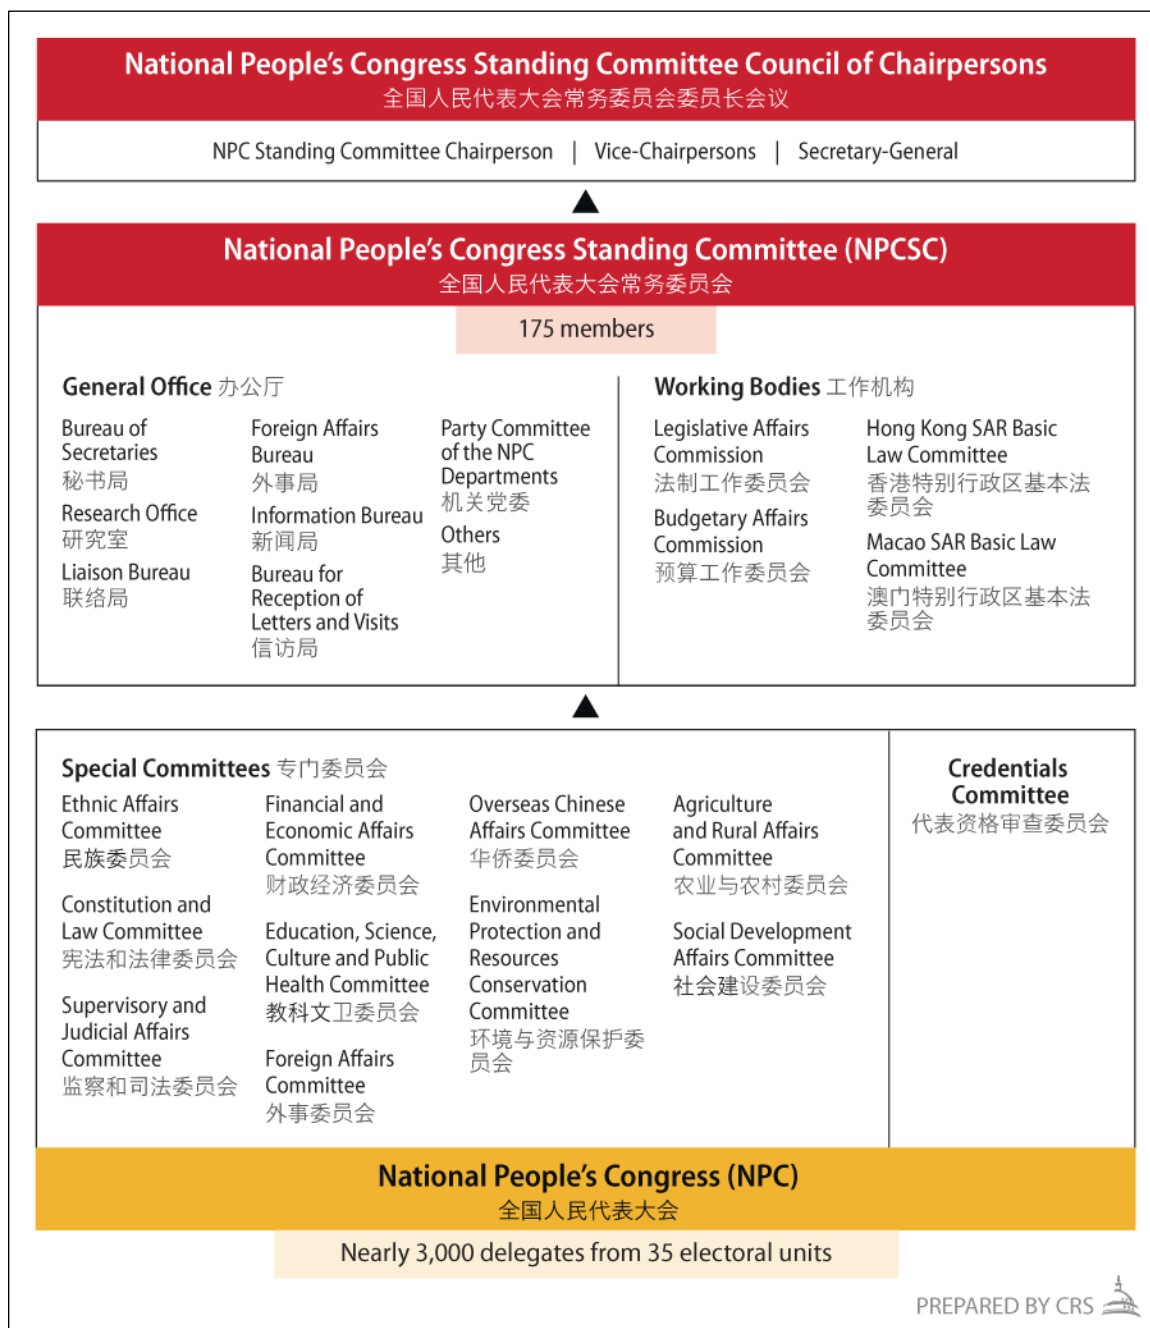 National People’s Congress Standing Committee Council of Chairpersons
全国人民代表大会常务委员会委员长会议
NPC Standing Committee Chairperson | Vice-Chairpersons | Secretary-General
National People’s Congress Standing Committee (NPCSC)
全国人民代表大会常务委员会
175 members
General Office 办公厅
Bureau of
Secretaries
秘书局
Research Office
研究室
Liaison Bureau
联络局
Foreign Affairs
Bureau
外事局
Information Bureau
新闻局
Bureau for
Reception of
Letters and Visits
信访局
Party Committee
of the NPC
Departments
机关党委
Others
其他
Working Bodies 工作机构
Legislative Affairs
Commission
法制工作委员会
Budgetary Affairs
Commission
预算工作委员会
Hong Kong SAR Basic
Law Committee
香港特别行政区基本法
委员会
Macao SAR Basic Law
Committee
澳门特别行政区基本法
委员会
Special Committees 专门委员会
Ethnic Affairs
Committee
民族委员会
Constitution and
Law Committee
宪法和法律委员会
Supervisory and
Judicial Affairs
Committee
监察和司法委员会
Financial and
Economic Affairs
Committee
财政经济委员会
Education, Science,
Culture and Public
Health Committee
教科文卫委员会
Foreign Affairs
Committee
外事委员会
Overseas Chinese
Affairs Committee
华侨委员会
Environmental
Protection and
Resources
Conservation
Committee
环境与资源保护委
员会
Agriculture
and Rural Affairs
Committee
农业与农村委员会
Social Development
Affairs Committee
社会建设委员会
Credentials
Committee
代表资格审查委员会
National People’s Congress (NPC)
全国人民代表大会
Nearly 3,000 delegates from 35 electoral units
PREPARED BY CRS